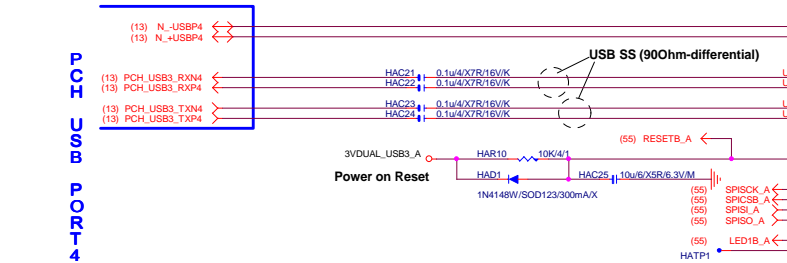 (13) N_-USBP4
(13) N_+USBP4
USB SS (90Ohm-differential)
(13) PCH_USB3_RXN4 HAC21 0.1u/4/X7R/16V/K
(13) PCH_USB3_RXP4 HAC22 0.1u/4/X7R/16V/K
(13) PCH_USB3_TXN4 HAC23 0.1u/4/X7R/16V/K
(13) PCH_USB3_TXP4 HAC24 0.1u/4/X7R/16V/K
PCH USB PORT4
(55) RESETB_A
3VDUAL_USB3_A HAR10 10K/4/1
Power on Reset HAD1 HAC25 10u/6/X5R/6.3V/M
1N4148W/SOD123/300mA/X
(55) SPISCK_A
(55) SPICSB_A
(55) SPISI_A
(55) SPISO_A
(55) LED1B_A
HATP1